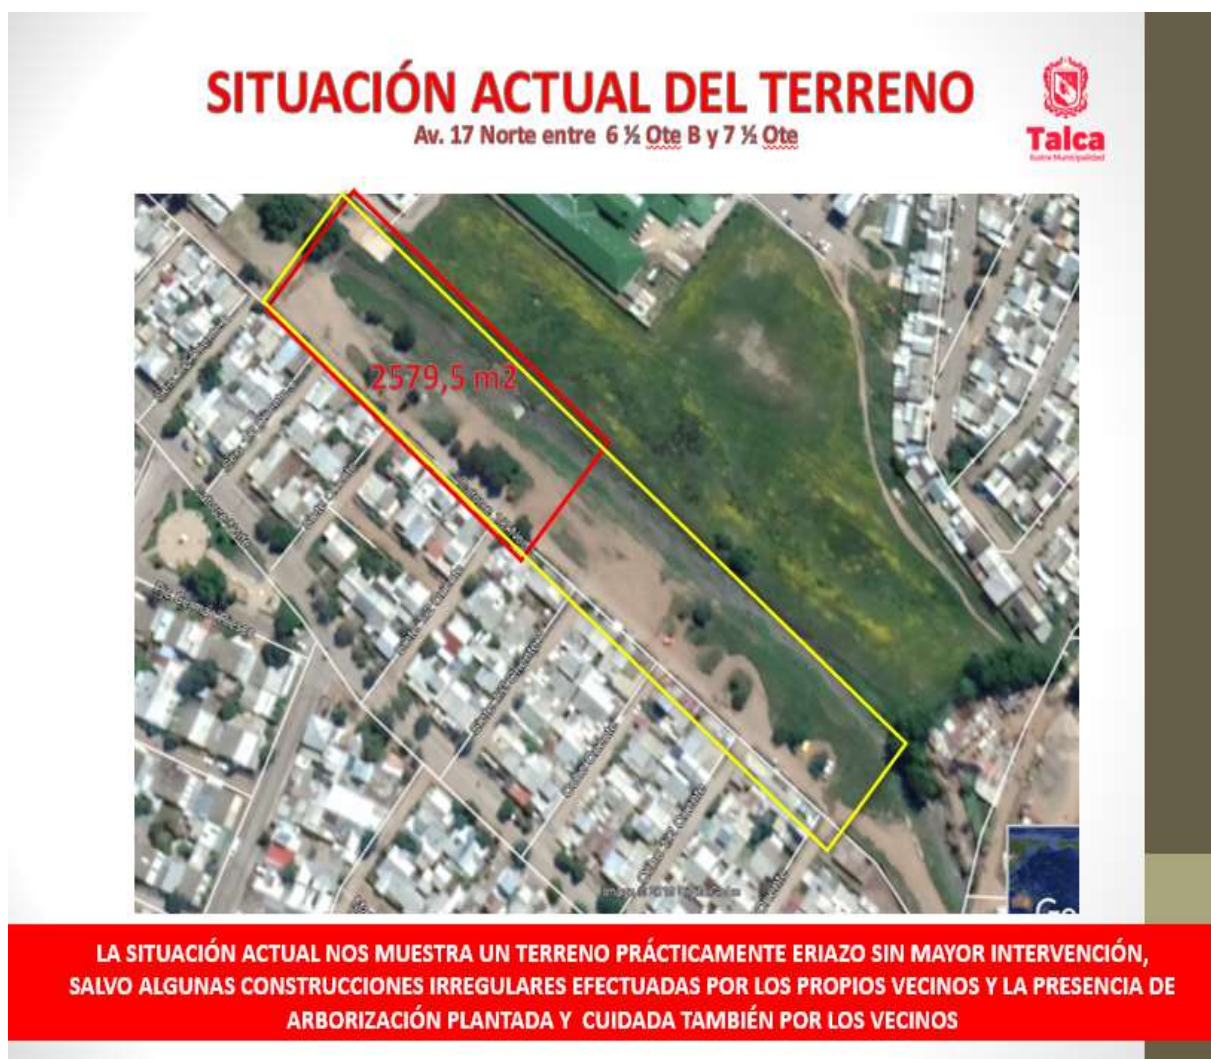 SITUACIÓN ACTUAL DEL TERRENO
Av. 17 Norte entre 6 ½ Ote B y 7 ½ Ote
Talca
Ilustre Municipalidad
2579,5 m2
LA SITUACIÓN ACTUAL NOS MUESTRA UN TERRENO PRÁCTICAMENTE ERIAZO SIN MAYOR INTERVENCIÓN,
SALVO ALGUNAS CONSTRUCCIONES IRREGULARES EFECTUADAS POR LOS PROPIOS VECINOS Y LA PRESENCIA DE
ARBORIZACIÓN PLANTADA Y CUIDADA TAMBIÉN POR LOS VECINOS